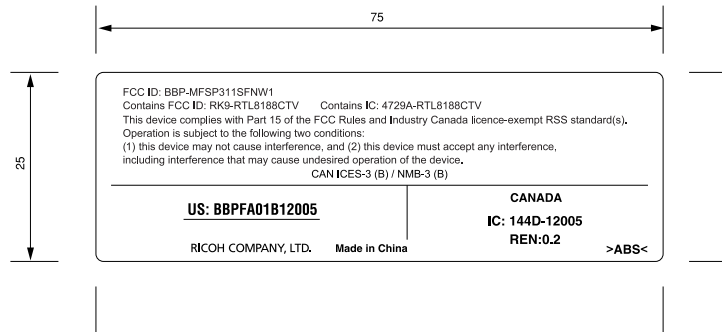 75
25
FCC ID: BBP-MFSP311SFNW1
Contains FCC ID: RK9-RTL8188CTV Contains IC: 4729A-RTL8188CTV
This device complies with Part 15 of the FCC Rules and Industry Canada licence-exempt RSS standard(s).
Operation is subject to the following two conditions:
(1) this device may not cause interference, and (2) this device must accept any interference,
including interference that may cause undesired operation of the device.
CAN ICES-3 (B) / NMB-3 (B)
US: BBPFA01B12005
RICOH COMPANY, LTD. Made in China
CANADA
IC: 144D-12005
REN:0.2
>ABS<